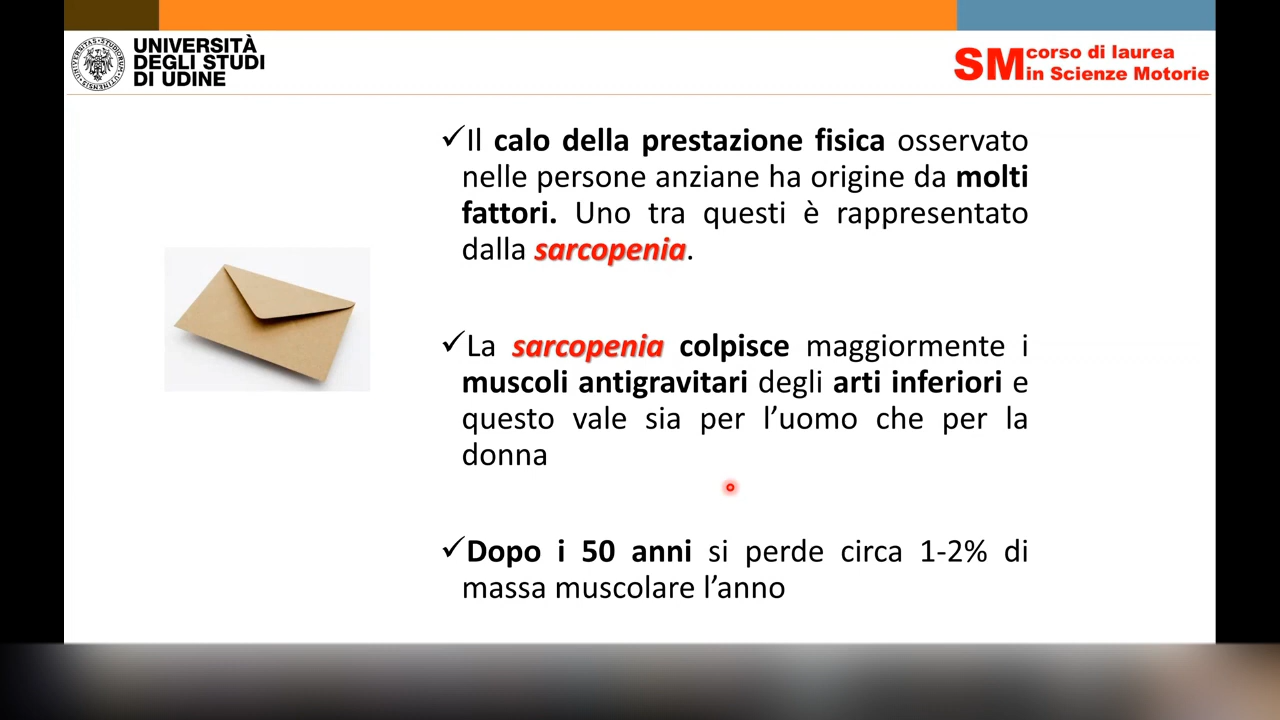 UNIVERSITÀ
DEGLI STUDI
DI UDINE
SM corso di laurea
in Scienze Motorie
✓Il calo della prestazione fisica osservato
nelle persone anziane ha origine da molti
fattori. Uno tra questi è rappresentato
dalla sarcopenia.
✓La sarcopenia colpisce maggiormente i
muscoli antigravitari degli arti inferiori e
questo vale sia per l’uomo che per la
donna
✓Dopo i 50 anni si perde circa 1-2% di
massa muscolare l’anno